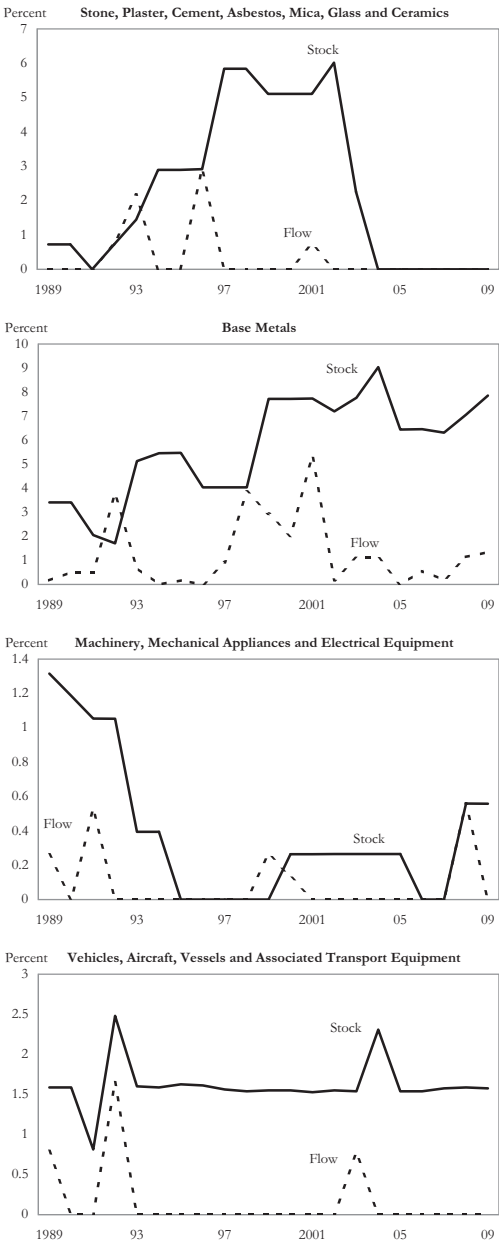 Percent Stone, Plaster, Cement, Asbestos, Mica, Glass and Ceramics
7
6
5
4
3
2
1
0
Stock
Flow
1989 93 97 2001 05 09
Percent Base Metals
10
9
8
7
6
5
4
3
2
1
0
Stock
Flow
1989 93 97 2001 05 09
Percent Machinery, Mechanical Appliances and Electrical Equipment
1.4
1.2
1
0.8
0.6
0.4
0.2
0
Flow
Stock
1989 93 97 2001 05 09
Percent Vehicles, Aircraft, Vessels and Associated Transport Equipment
3
2.5
2
1.5
1
0.5
0
Stock
Flow
1989 93 97 2001 05 09